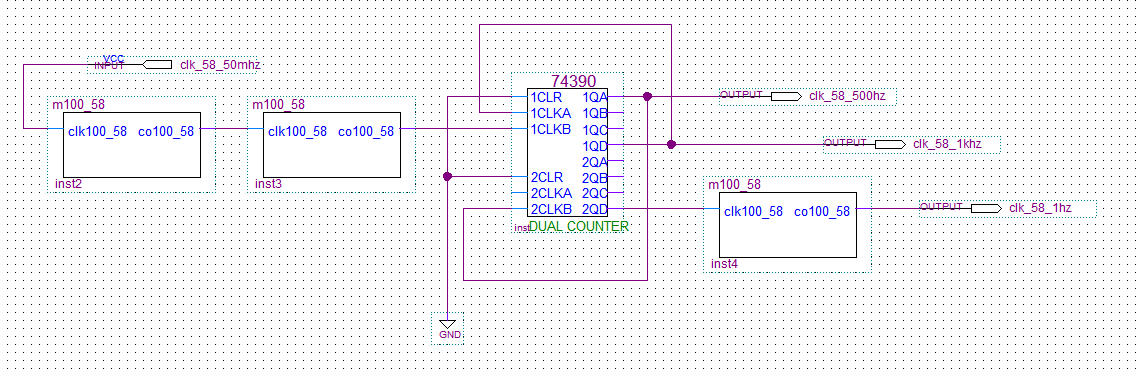 VCC
INPUT
clk_58_50mhz
m100_58
clk100_58 co100_58
inst2
m100_58
clk100_58 co100_58
inst3
74390
1CLR 1QA
1CLKA 1QB
1CLKB 1QC
1QD
2QA
2CLR 2QB
2CLKA 2QC
2CLKB 2QD
inst DUAL COUNTER
OUTPUT clk_58_500hz
OUTPUT clk_58_1khz
m100_58
clk100_58 co100_58
inst4
OUTPUT clk_58_1hz
GND